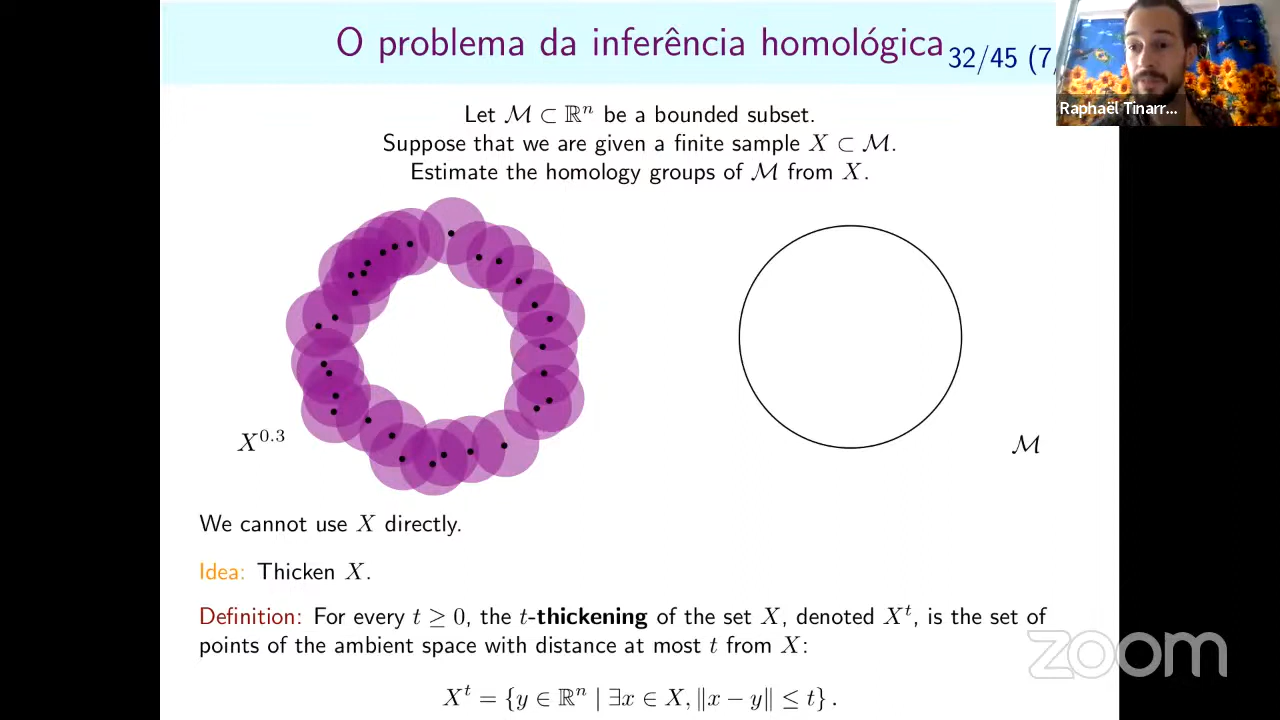 O problema da inferência homológica
32/45 (7/
Raphaël Tinarr...
Let ℳ ⊂ ℝⁿ be a bounded subset.
Suppose that we are given a finite sample X ⊂ ℳ.
Estimate the homology groups of ℳ from X.
X⁰·³
ℳ
We cannot use X directly.
Idea: Thicken X.
Definition: For every t ≥ 0, the t-thickening of the set X, denoted Xᵗ, is the set of
points of the ambient space with distance at most t from X:
zoom
Xᵗ = {y ∈ ℝⁿ | ∃x ∈ X, ‖x − y‖ ≤ t} .